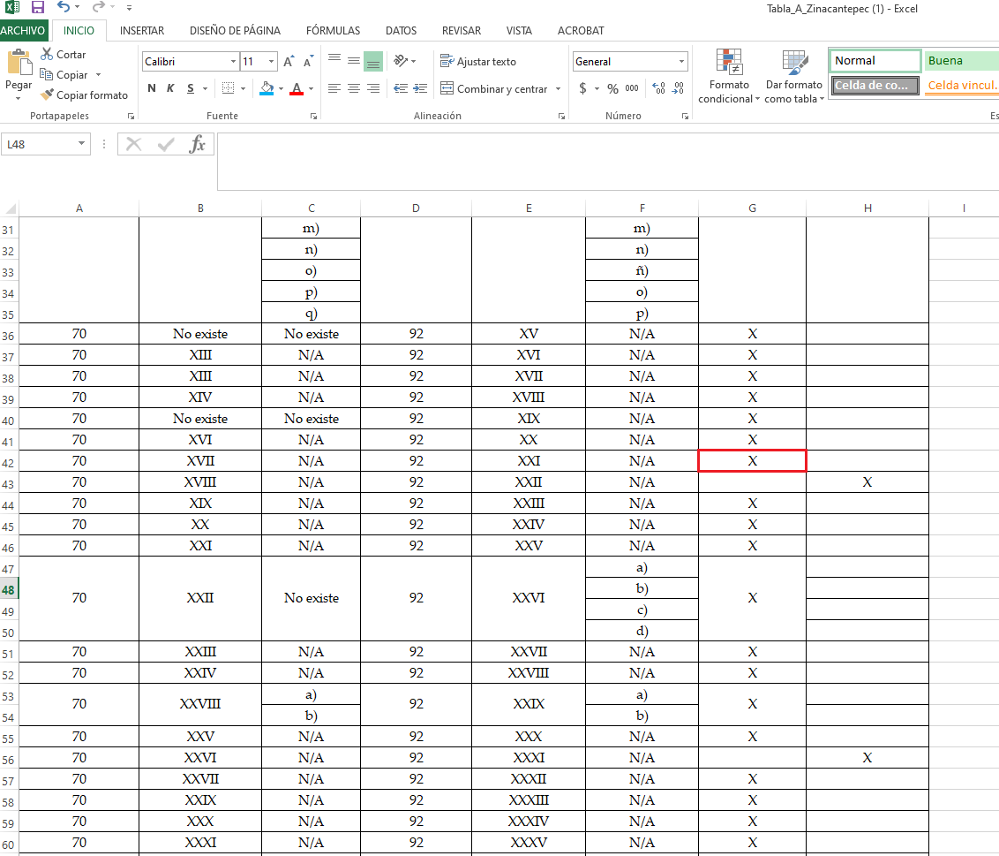 Tabla_A_Zinacantepec (1) - Excel
ARCHIVO INICIO INSERTAR DISEÑO DE PÁGINA FÓRMULAS DATOS REVISAR VISTA ACROBAT
Pegar
Cortar
Copiar
Copiar formato
Portapapeles
Calibri 11
N K S
Fuente
Ajustar texto
Combinar y centrar
Alineación
General
$ % 000
Número
Formato condicional
Dar formato como tabla
Normal Buena
Celda de co... Celda vincul.
Es
L48 fx
A B C D E F G H I
31 m) m)
32 n) n)
33 o) ñ)
34 p) o)
35 q) p)
36 70 No existe No existe 92 XV N/A X
37 70 XIII N/A 92 XVI N/A X
38 70 XIII N/A 92 XVII N/A X
39 70 XIV N/A 92 XVIII N/A X
40 70 No existe No existe 92 XIX N/A X
41 70 XVI N/A 92 XX N/A X
42 70 XVII N/A 92 XXI N/A X
43 70 XVIII N/A 92 XXII N/A X
44 70 XIX N/A 92 XXIII N/A X
45 70 XX N/A 92 XXIV N/A X
46 70 XXI N/A 92 XXV N/A X
47 a)
48 70 XXII No existe 92 XXVI b) X
49 c)
50 d)
51 70 XXIII N/A 92 XXVII N/A X
52 70 XXIV N/A 92 XXVIII N/A X
53 70 XXVIII a) 92 XXIX a) X
54 b) b)
55 70 XXV N/A 92 XXX N/A X
56 70 XXVI N/A 92 XXXI N/A X
57 70 XXVII N/A 92 XXXII N/A X
58 70 XXIX N/A 92 XXXIII N/A X
59 70 XXX N/A 92 XXXIV N/A X
60 70 XXXI N/A 92 XXXV N/A X